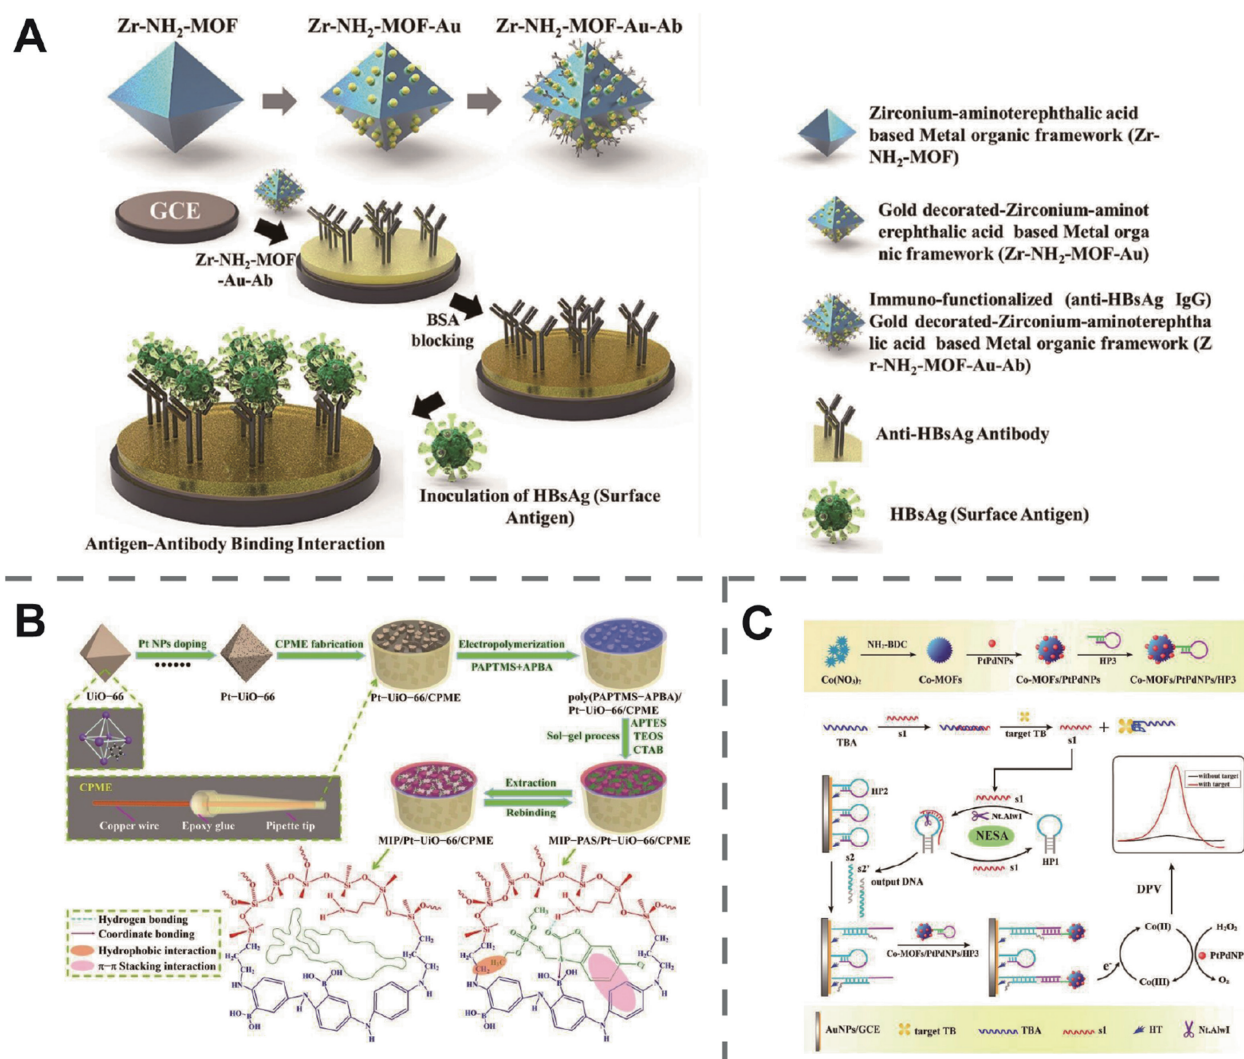 A
Zr-NH₂-MOF
Zr-NH₂-MOF-Au
Zr-NH₂-MOF-Au-Ab
GCE
Zr-NH₂-MOF
-Au-Ab
BSA
blocking
Inoculation of HBsAg (Surface
Antigen)
Antigen-Antibody Binding Interaction
Zirconium-aminoterephthalic acid
based Metal organic framework (Zr-
NH₂-MOF)
Gold decorated-Zirconium-aminot
erephthalic acid based Metal orga
nic framework (Zr-NH₂-MOF-Au)
Immuno-functionalized (anti-HBsAg IgG)
Gold decorated-Zirconium-aminoterephtha
lic acid based Metal organic framework (Z
r-NH₂-MOF-Au-Ab)
Anti-HBsAg Antibody
HBsAg (Surface Antigen)
B
Pt NPs doping
CPME fabrication
Electropolymerization
PAPTMS+APBA
UiO-66
Pt-UiO-66
Pt-UiO-66/CPME
poly(PAPTMS-APBA)/
Pt-UiO-66/CPME
Sol-gel process
APTES
TEOS
CTAB
CPME
Copper wire
Epoxy glue
Pipette tip
Extraction
Rebinding
MIP/Pt-UiO-66/CPME
MIP-PAS/Pt-UiO-66/CPME
Hydrogen bonding
Coordinate bonding
Hydrophobic interaction
π-π Stacking interaction
C
NH₂-BDC
PtPdNPs
HP3
Co(NO₃)₂
Co-MOFs
Co-MOFs/PtPdNPs
Co-MOFs/PtPdNPs/HP3
TBA
s1
target TB
s1
+
HP2
s1
Nt.AlwI
NESA
HP1
s1
without target
with target
s2
s2'
output DNA
DPV
Co-MOFs/PtPdNPs/HP3
e⁻
Co(II)
Co(III)
H₂O₂
PtPdNP
O₂
AuNPs/GCE
target TB
TBA
s1
HT
Nt.AlwI